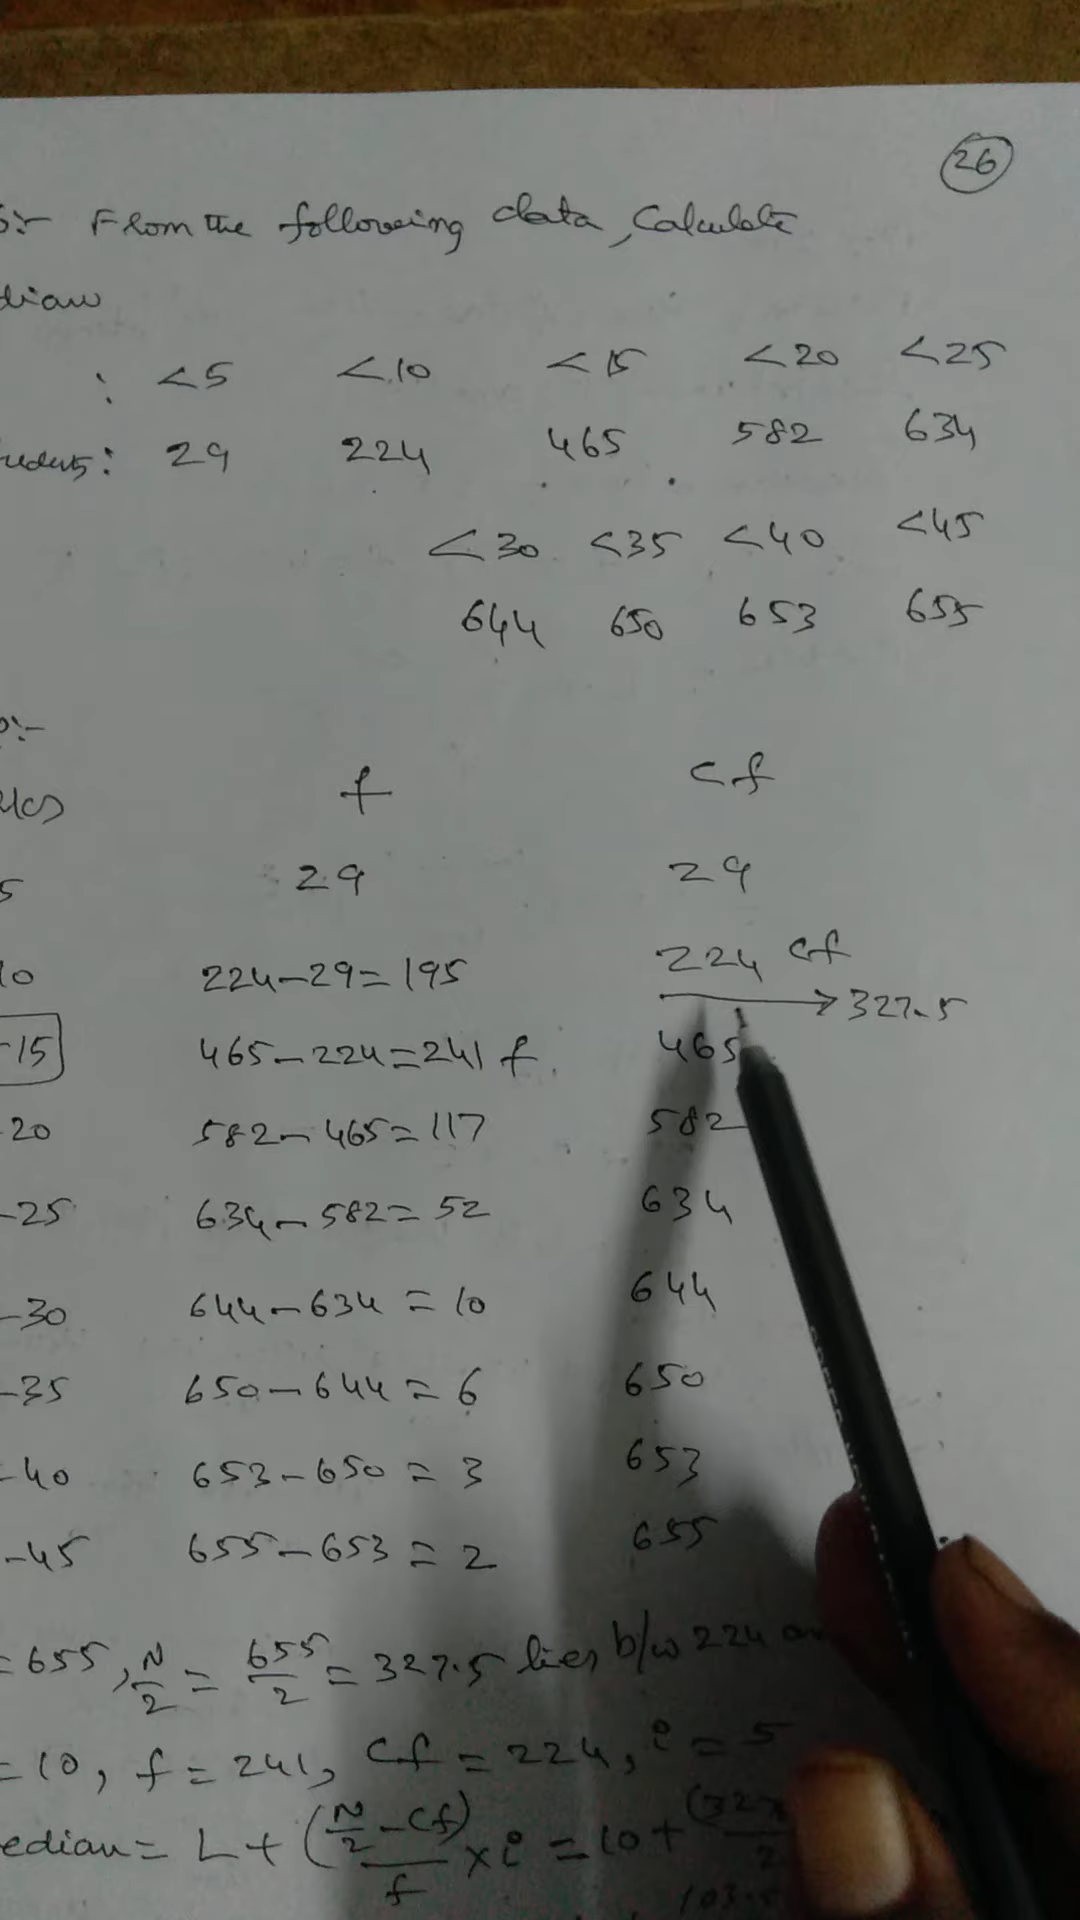 26
5:- From the following data, Calculate
dian
: <5 <10 <15 <20 <25
udents: 29 224 465 582 634
<30 <35 <40 <45
644 650 653 655
:-
f cf
5 29 29
10 224-29=195 224 cf
→327.5
-15 465-224=241 f 465
-20 582-465=117 582
-25 634-582=52 634
-30 644-634=10 644
-35 650-644=6 650
-40 653-650=3 653
-45 655-653=2 655
=655, N/2 = 655/2 = 327.5 lies b/w 224
=10, f=241, cf=224, i=5
edian= L+(N/2-cf)/f ×i =10+